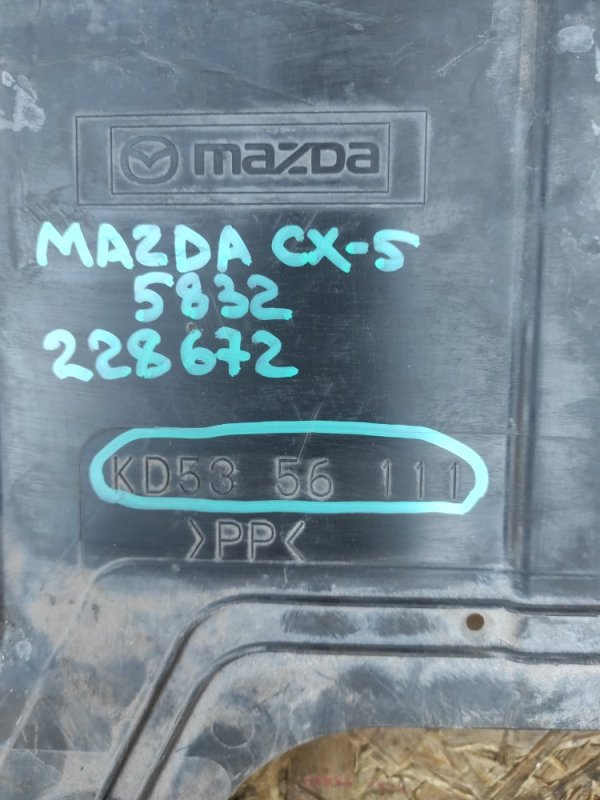 mazda
MAZDA CX-5
5832
228672
KD53 56 111
>PP<